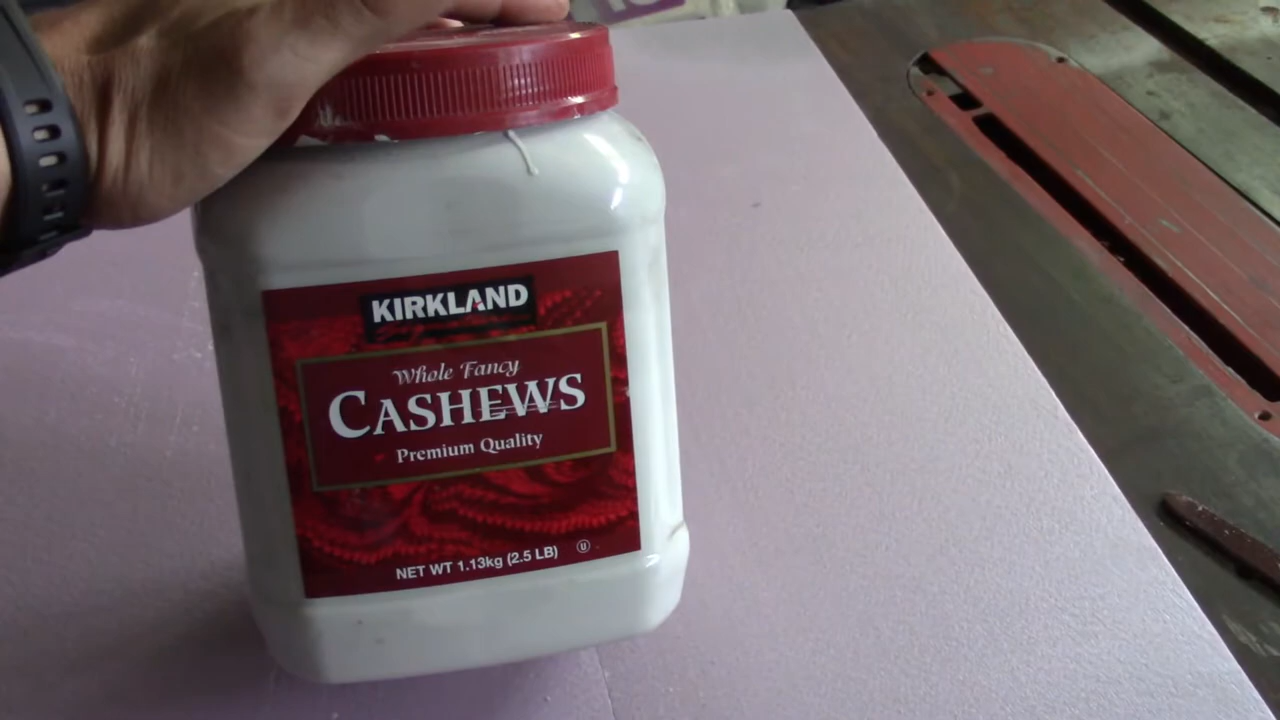 KIRKLAND
Whole Fancy
CASHEWS
Premium Quality
NET WT 1.13kg (2.5 LB) U